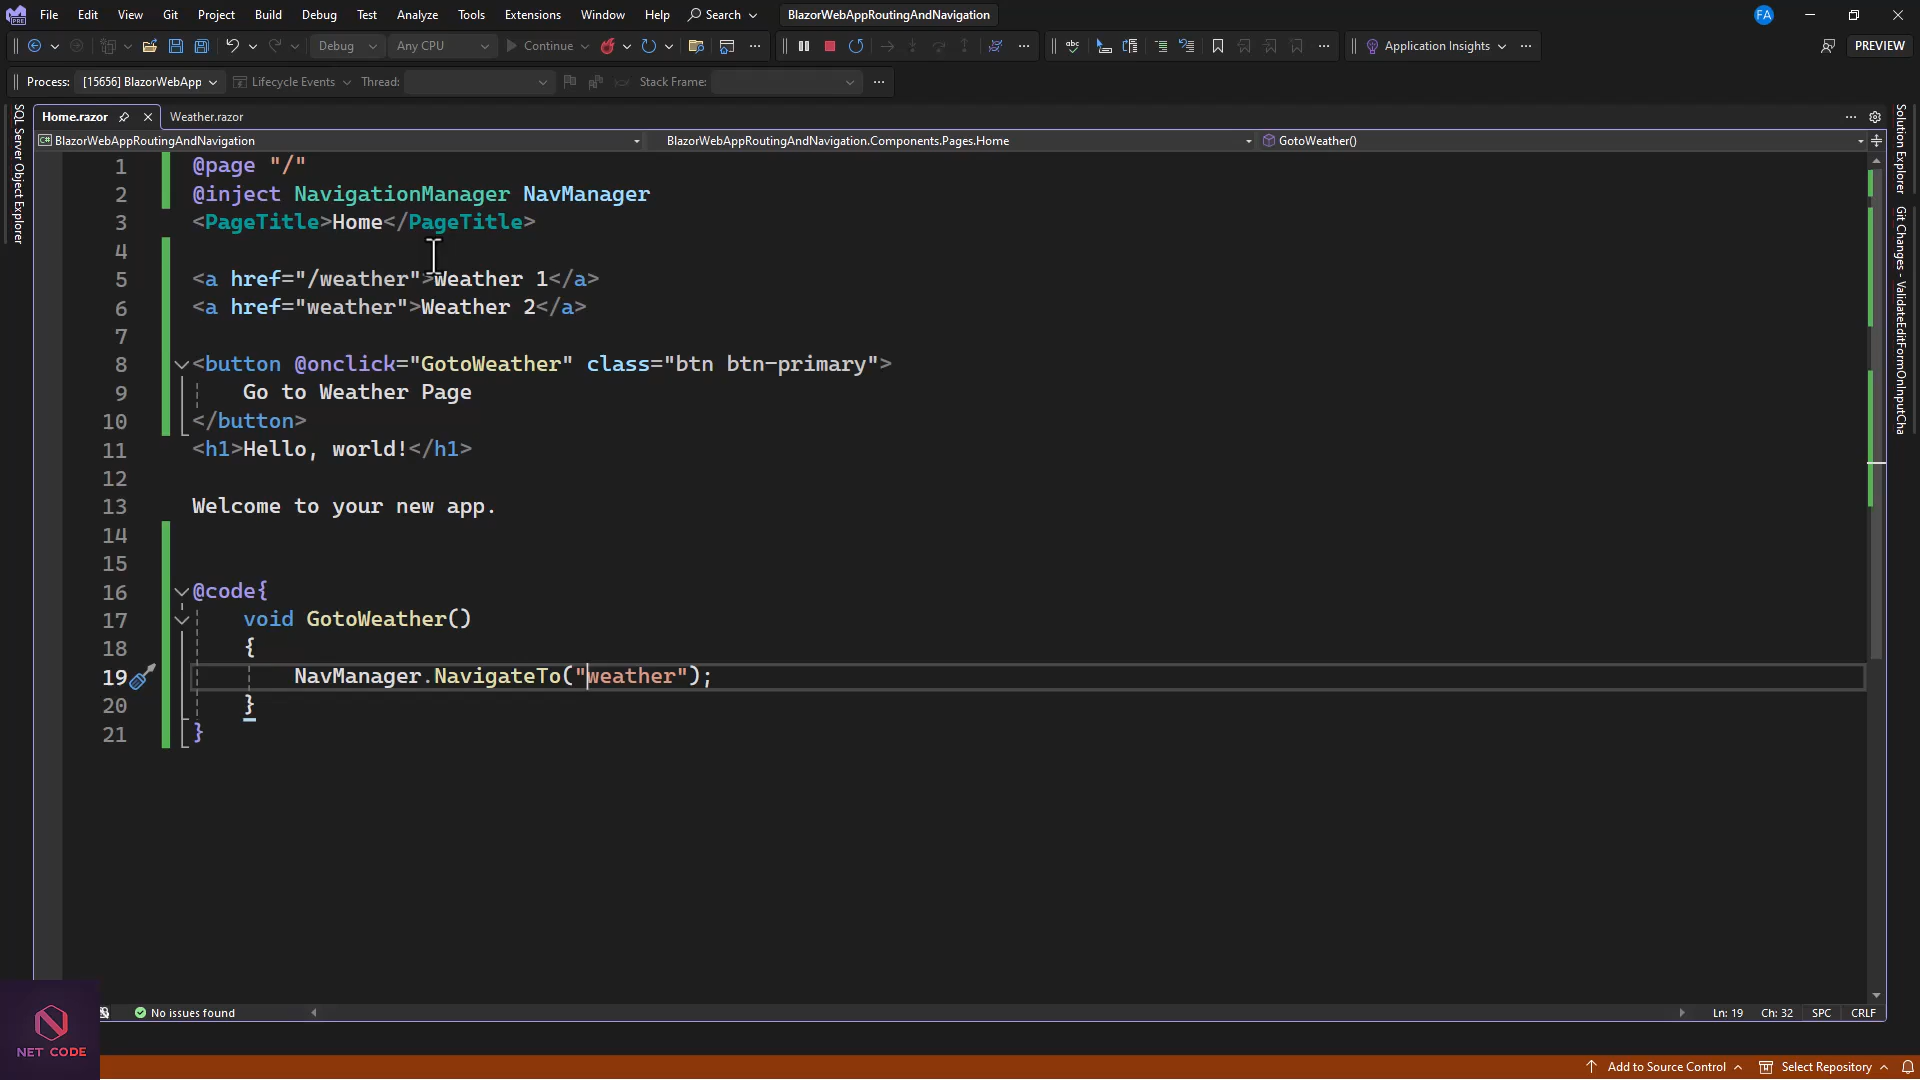 File Edit View Git Project Build Debug Test Analyze Tools Extensions Window Help Search BlazorWebAppRoutingAndNavigation FA
Debug Any CPU Continue Application Insights PREVIEW
Process: [15656] BlazorWebApp Lifecycle Events Thread: Stack Frame:
SQL Server Object Explorer
Home.razor Weather.razor
BlazorWebAppRoutingAndNavigation BlazorWebAppRoutingAndNavigation.Components.Pages.Home GotoWeather()
1 @page "/"
2 @inject NavigationManager NavManager
3 <PageTitle>Home</PageTitle>
4
5 <a href="/weather">Weather 1</a>
6 <a href="weather">Weather 2</a>
7
8 <button @onclick="GotoWeather" class="btn btn-primary">
9 Go to Weather Page
10 </button>
11 <h1>Hello, world!</h1>
12
13 Welcome to your new app.
14
15
16 @code{
17 void GotoWeather()
18 {
19 NavManager.NavigateTo("weather");
20 }
21 }
Solution Explorer
Git Changes - ValidateEditFormOnInputCha
No issues found Ln: 19 Ch: 32 SPC CRLF
NET CODE
Add to Source Control Select Repository